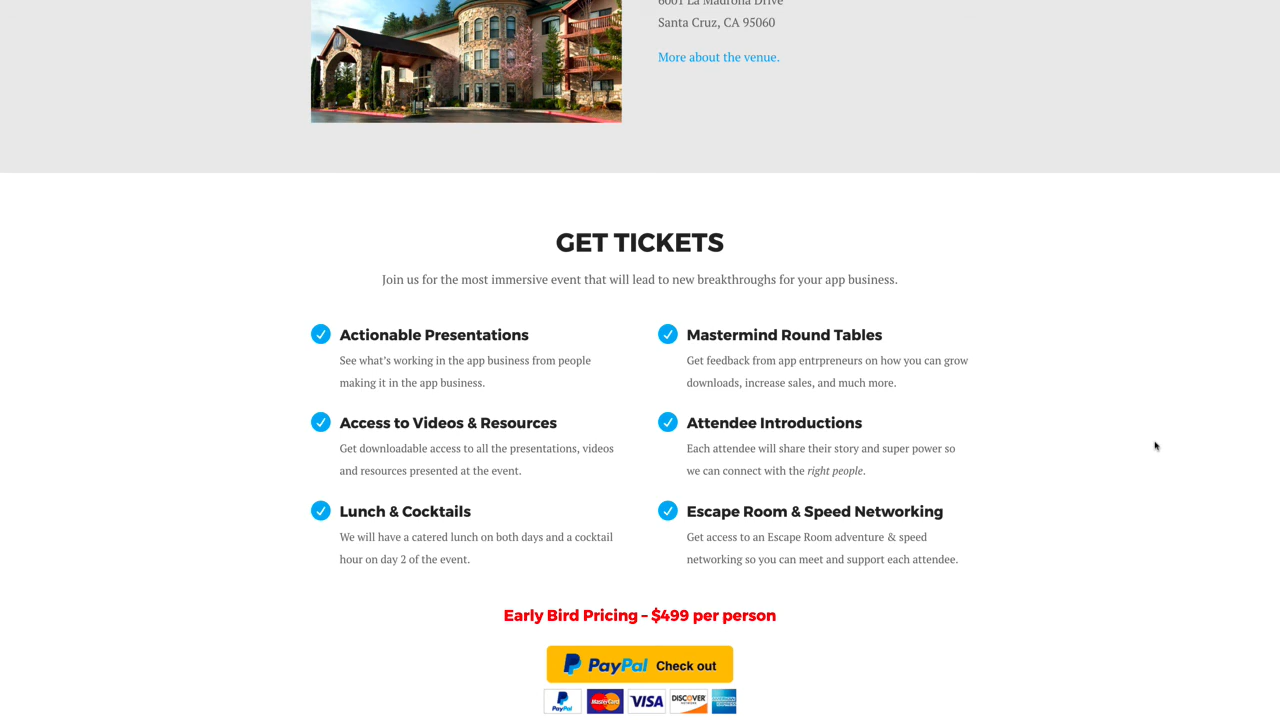 6001 La Madrona Drive
Santa Cruz, CA 95060
More about the venue.
GET TICKETS
Join us for the most immersive event that will lead to new breakthroughs for your app business.
Actionable Presentations
See what's working in the app business from people
making it in the app business.
Mastermind Round Tables
Get feedback from app entrpreneurs on how you can grow
downloads, increase sales, and much more.
Access to Videos & Resources
Get downloadable access to all the presentations, videos
and resources presented at the event.
Attendee Introductions
Each attendee will share their story and super power so
we can connect with the right people.
Lunch & Cocktails
We will have a catered lunch on both days and a cocktail
hour on day 2 of the event.
Escape Room & Speed Networking
Get access to an Escape Room adventure & speed
networking so you can meet and support each attendee.
Early Bird Pricing – $499 per person
PayPal Check out
PayPal MasterCard VISA DISCOVER